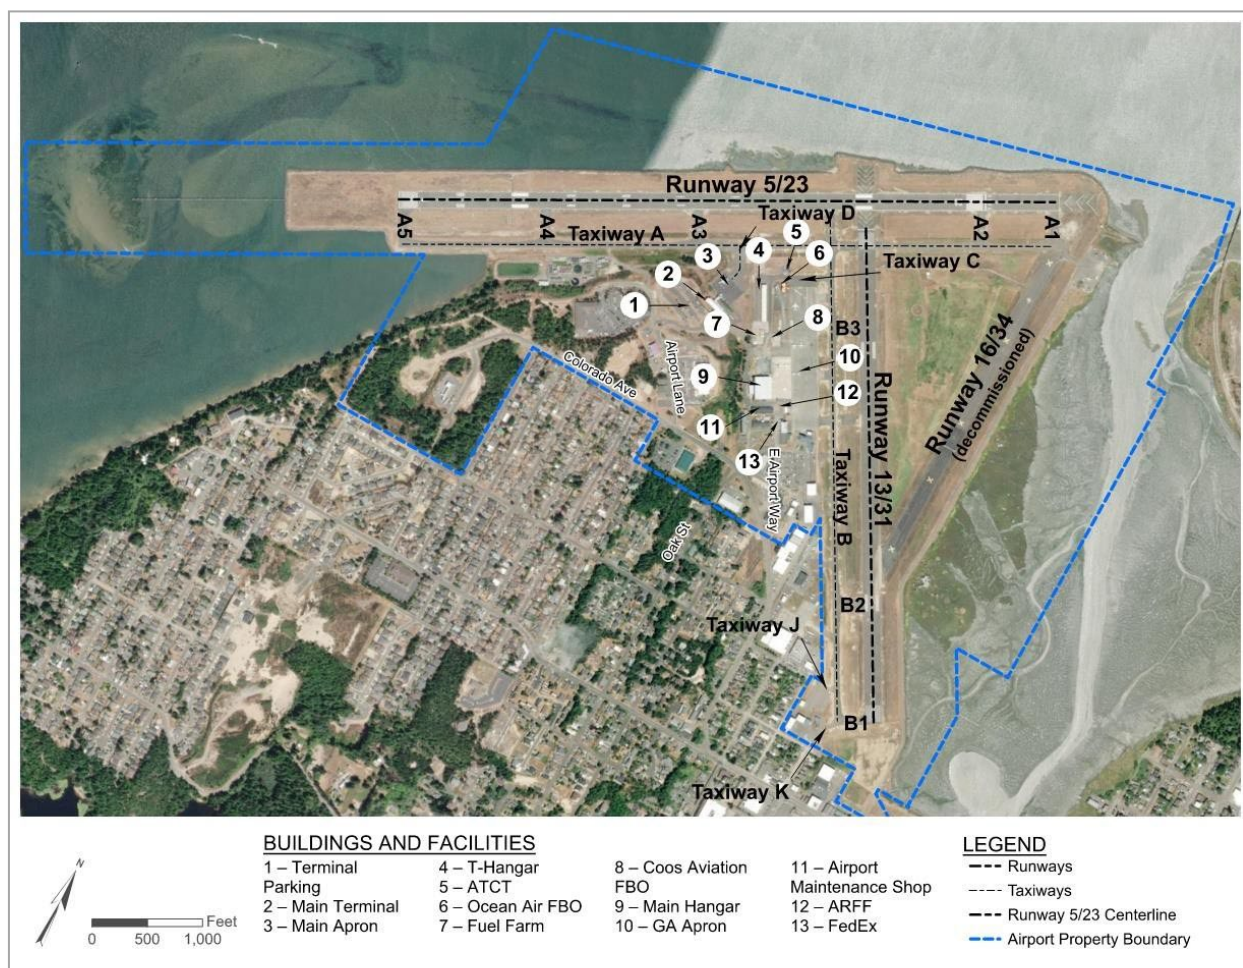 Runway 5/23
A5
A4
A3
Taxiway D
A2
A1
Taxiway A
5
4
3
6
Taxiway C
2
1
7
8
B3
Airport Lane
Colorado Ave
9
10
12
Runway 13/31
Runway 16/34
(decommissioned)
11
13
E Airport Way
Taxiway B
Oak St
B2
Taxiway J
B1
Taxiway K
N
Feet
0 500 1,000
BUILDINGS AND FACILITIES
1 – Terminal
Parking
2 – Main Terminal
3 – Main Apron
4 – T-Hangar
5 – ATCT
6 – Ocean Air FBO
7 – Fuel Farm
8 – Coos Aviation
FBO
9 – Main Hangar
10 – GA Apron
11 – Airport
Maintenance Shop
12 – ARFF
13 – FedEx
LEGEND
Runways
Taxiways
Runway 5/23 Centerline
Airport Property Boundary